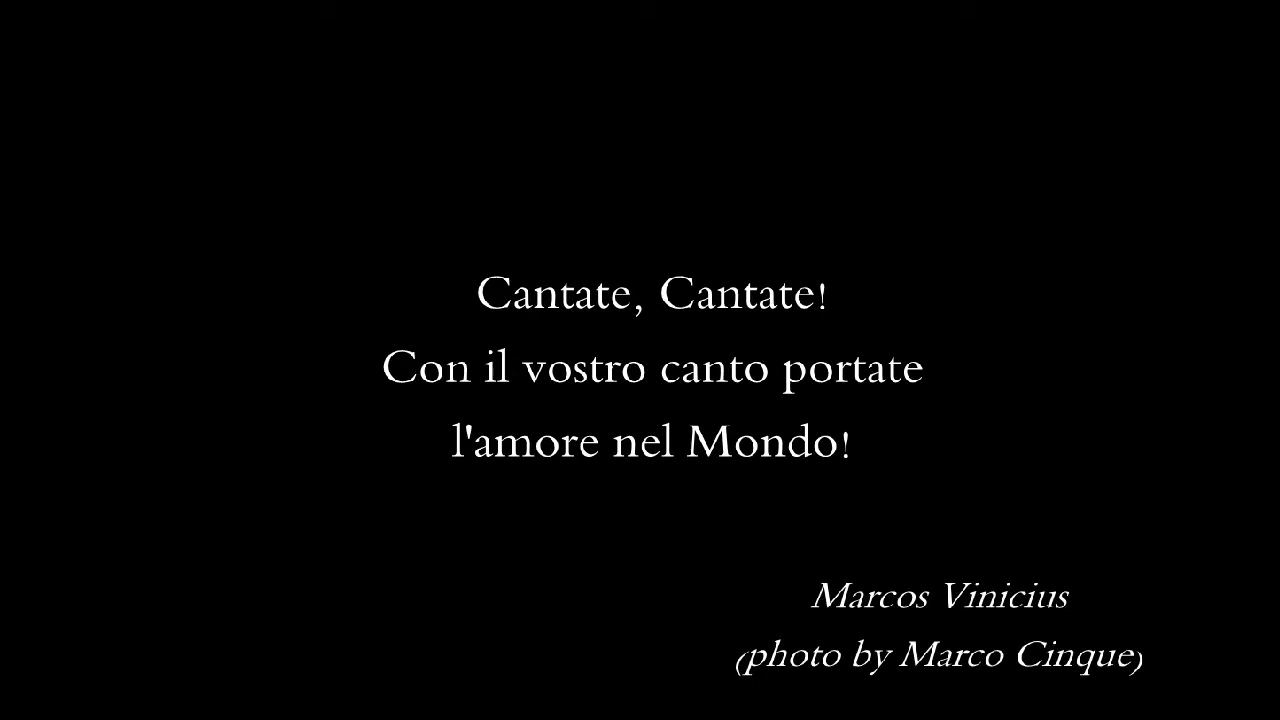 Cantate, Cantate!
Con il vostro canto portate
l'amore nel Mondo!
Marcos Vinicius
(photo by Marco Cinque)